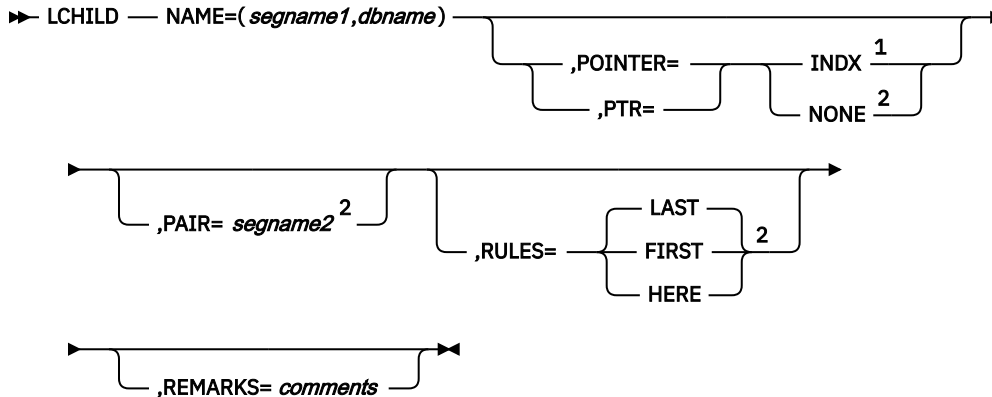 LCHILD NAME=( segname1,dbname )
,POINTER= INDX 1
,PTR= NONE 2
,PAIR= segname2 2
LAST
,RULES= FIRST 2
HERE
,REMARKS= comments